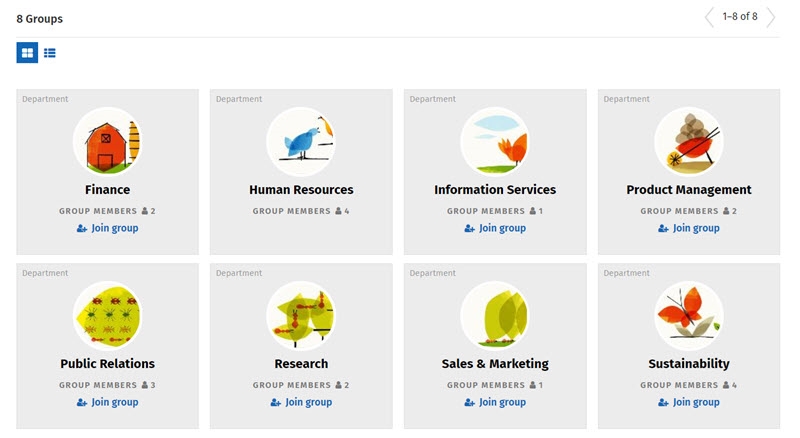 8 Groups
1–8 of 8
Department
Department
Department
Department
Finance
Human Resources
Information Services
Product Management
GROUP MEMBERS 2
GROUP MEMBERS 4
GROUP MEMBERS 1
GROUP MEMBERS 2
Join group
Join group
Join group
Join group
Department
Department
Department
Department
Public Relations
Research
Sales & Marketing
Sustainability
GROUP MEMBERS 3
GROUP MEMBERS 2
GROUP MEMBERS 1
GROUP MEMBERS 4
Join group
Join group
Join group
Join group